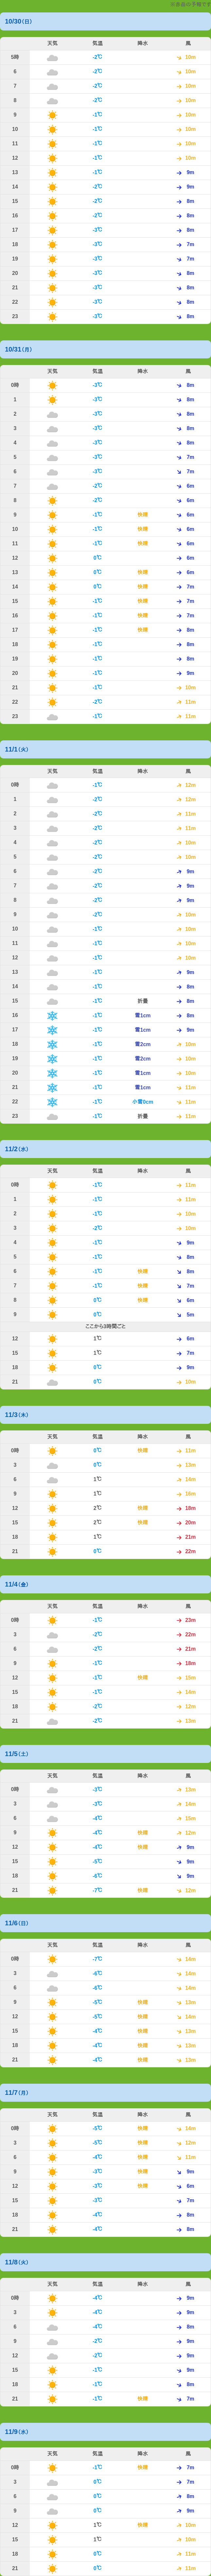 の予報です
10/30(日)
天気 気温 降水 風
5時 -2℃ 10m
6 -2℃ 10m
7 -2℃ 10m
8 -2℃ 10m
9 -1℃ 10m
10 -1℃ 10m
11 -1℃ 10m
12 -1℃ 10m
13 -1℃ 9m
14 -2℃ 9m
15 -2℃ 8m
16 -2℃ 8m
17 -3℃ 8m
18 -3℃ 7m
19 -3℃ 7m
20 -3℃ 8m
21 -3℃ 8m
22 -3℃ 8m
23 -3℃ 8m
10/31(月)
天気 気温 降水 風
0時 -3℃ 8m
1 -3℃ 8m
2 -3℃ 8m
3 -3℃ 8m
4 -3℃ 8m
5 -3℃ 7m
6 -3℃ 7m
7 -2℃ 6m
8 -2℃ 6m
9 -1℃ 快晴 6m
10 -1℃ 快晴 6m
11 -1℃ 快晴 6m
12 0℃ 6m
13 0℃ 快晴 6m
14 0℃ 快晴 7m
15 -1℃ 快晴 7m
16 -1℃ 快晴 7m
17 -1℃ 快晴 8m
18 -1℃ 8m
19 -1℃ 8m
20 -1℃ 9m
21 -1℃ 10m
22 -2℃ 11m
23 -1℃ 11m
11/1(火)
天気 気温 降水 風
0時 -1℃ 12m
1 -2℃ 12m
2 -2℃ 11m
3 -2℃ 11m
4 -2℃ 10m
5 -2℃ 10m
6 -2℃ 9m
7 -2℃ 9m
8 -2℃ 9m
9 -2℃ 10m
10 -1℃ 10m
11 -1℃ 10m
12 -1℃ 10m
13 -1℃ 9m
14 -1℃ 8m
15 -1℃ 折曇 8m
16 -1℃ 雪1cm 8m
17 -1℃ 雪1cm 9m
18 -1℃ 雪2cm 10m
19 -1℃ 雪2cm 10m
20 -1℃ 雪1cm 10m
21 -1℃ 雪1cm 11m
22 -1℃ 小雪0cm 11m
23 -1℃ 折曇 11m
11/2(水)
天気 気温 降水 風
0時 -1℃ 11m
1 -1℃ 11m
2 -1℃ 10m
3 -2℃ 10m
4 -1℃ 9m
5 -1℃ 8m
6 -1℃ 快晴 8m
7 -1℃ 快晴 7m
8 0℃ 快晴 6m
9 0℃ 5m
ここから3時間ごと
12 1℃ 6m
15 1℃ 7m
18 0℃ 9m
21 0℃ 10m
11/3(木)
天気 気温 降水 風
0時 0℃ 快晴 11m
3 0℃ 13m
6 1℃ 14m
9 1℃ 16m
12 2℃ 快晴 18m
15 2℃ 快晴 20m
18 1℃ 21m
21 0℃ 22m
11/4(金)
天気 気温 降水 風
0時 -1℃ 23m
3 -2℃ 22m
6 -2℃ 21m
9 -1℃ 18m
12 -1℃ 快晴 15m
15 -1℃ 14m
18 -2℃ 12m
21 -2℃ 13m
11/5(土)
天気 気温 降水 風
0時 -3℃ 13m
3 -3℃ 14m
6 -4℃ 15m
9 -4℃ 快晴 12m
12 -4℃ 快晴 9m
15 -5℃ 9m
18 -6℃ 9m
21 -7℃ 快晴 12m
11/6(日)
天気 気温 降水 風
0時 -7℃ 14m
3 -6℃ 14m
6 -6℃ 14m
9 -5℃ 快晴 13m
12 -5℃ 快晴 14m
15 -4℃ 快晴 13m
18 -4℃ 快晴 13m
21 -4℃ 快晴 13m
11/7(月)
天気 気温 降水 風
0時 -5℃ 快晴 14m
3 -5℃ 快晴 12m
6 -4℃ 快晴 11m
9 -3℃ 快晴 9m
12 -3℃ 快晴 6m
15 -3℃ 7m
18 -4℃ 8m
21 -4℃ 8m
11/8(火)
天気 気温 降水 風
0時 -4℃ 9m
3 -4℃ 9m
6 -4℃ 8m
9 -2℃ 9m
12 -2℃ 9m
15 -1℃ 9m
18 -1℃ 8m
21 -1℃ 快晴 7m
11/9(水)
天気 気温 降水 風
0時 -1℃ 快晴 7m
3 0℃ 7m
6 0℃ 8m
9 0℃ 9m
12 1℃ 快晴 10m
15 1℃ 10m
18 0℃ 11m
21 0℃ 11m